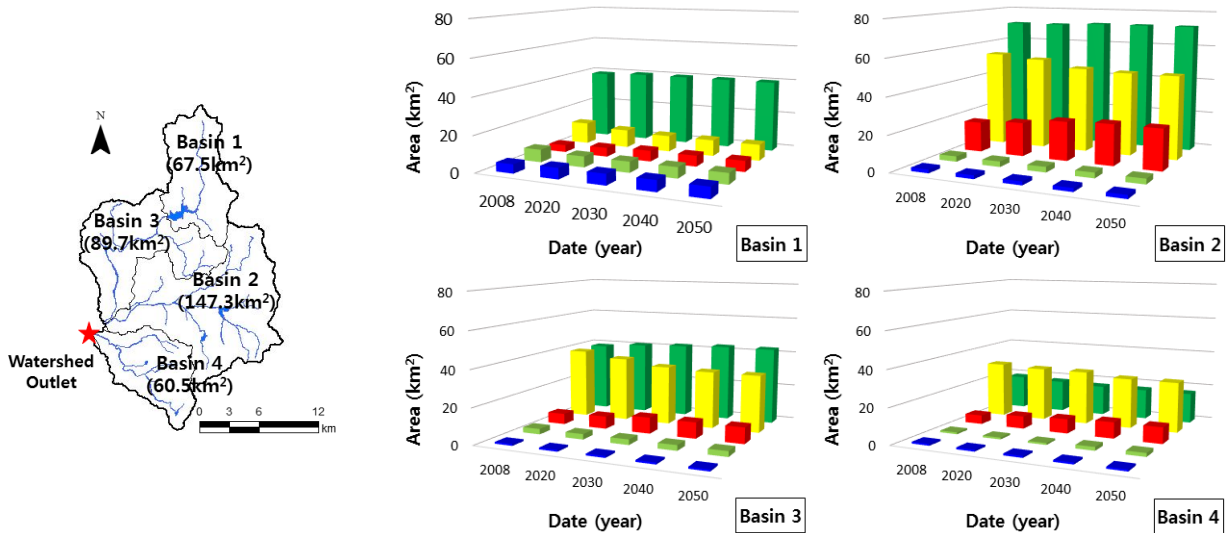 N
Basin 1
(67.5km²)
Basin 3
(89.7km²)
Basin 2
(147.3km²)
Watershed
Outlet
Basin 4
(60.5km²)
0 3 6 12
km
Area (km²)
80
60
40
20
0
2008 2020 2030 2040 2050
Date (year)
Basin 1
Area (km²)
80
60
40
20
0
2008 2020 2030 2040 2050
Date (year)
Basin 2
Area (km²)
80
60
40
20
0
2008 2020 2030 2040 2050
Date (year)
Basin 3
Area (km²)
80
60
40
20
0
2008 2020 2030 2040 2050
Date (year)
Basin 4